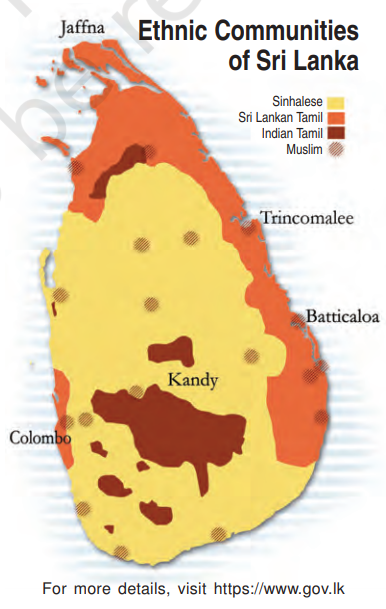 Ethnic Communities
of Sri Lanka
Jaffna
Sinhalese
Sri Lankan Tamil
Indian Tamil
Muslim
Trincomalee
Batticaloa
Kandy
Colombo
For more details, visit https://www.gov.lk